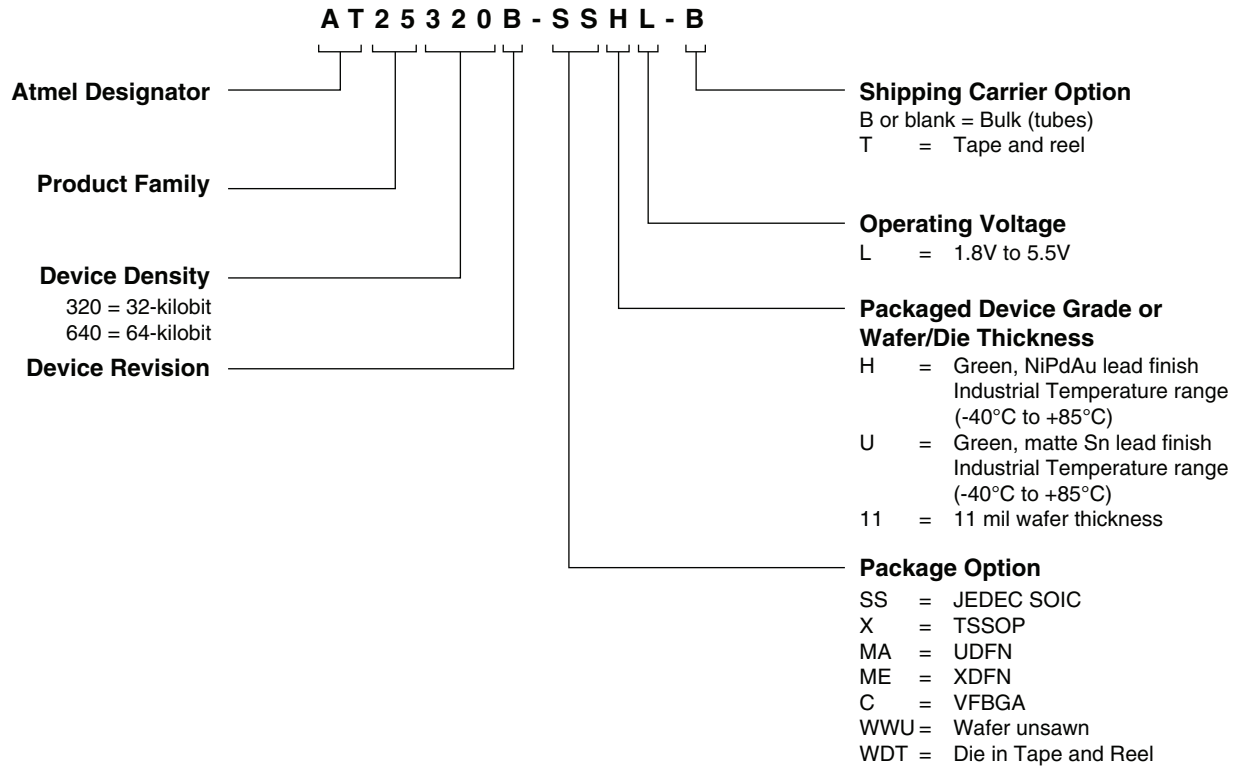 AT25320B-SSHL-B
Atmel Designator
Product Family
Device Density
320 = 32-kilobit
640 = 64-kilobit
Device Revision
Shipping Carrier Option
B or blank = Bulk (tubes)
T = Tape and reel
Operating Voltage
L = 1.8V to 5.5V
Packaged Device Grade or
Wafer/Die Thickness
H = Green, NiPdAu lead finish
Industrial Temperature range
(-40°C to +85°C)
U = Green, matte Sn lead finish
Industrial Temperature range
(-40°C to +85°C)
11 = 11 mil wafer thickness
Package Option
SS = JEDEC SOIC
X = TSSOP
MA = UDFN
ME = XDFN
C = VFBGA
WWU = Wafer unsawn
WDT = Die in Tape and Reel